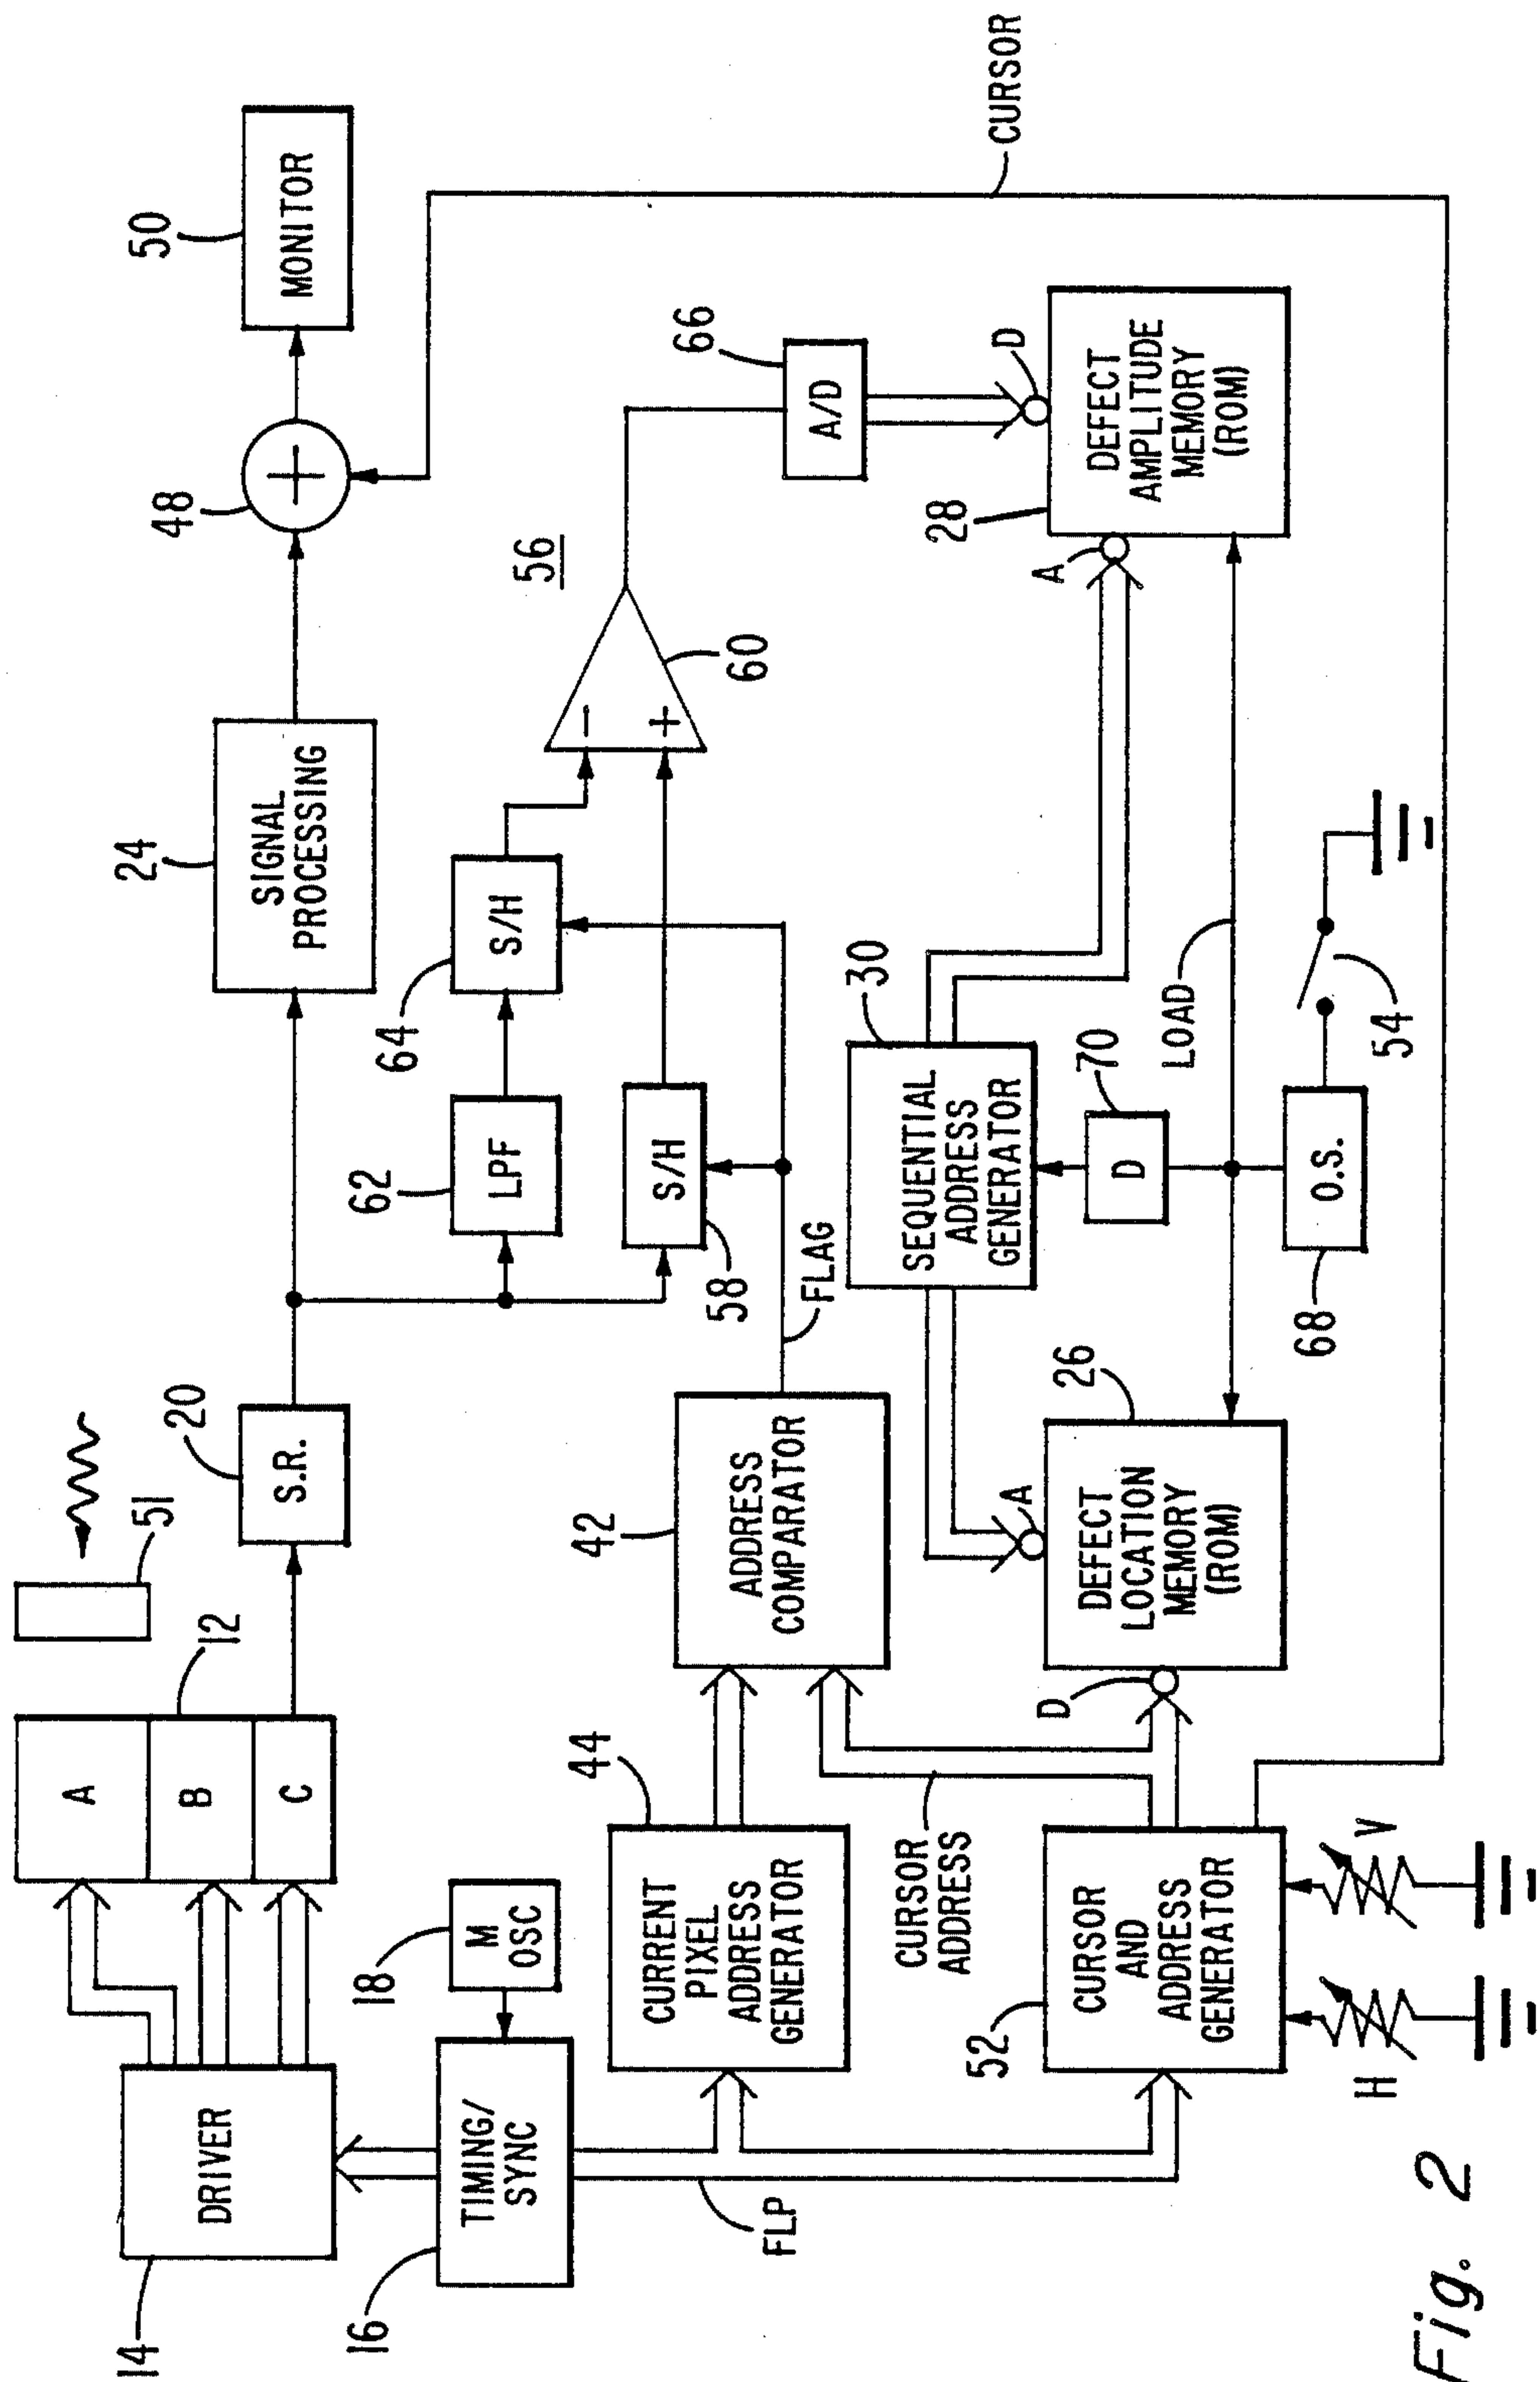 51
12
A
B
C
DRIVER
14
20
S.R.
24
SIGNAL
PROCESSING
48
+
50
MONITOR
18
M
OSC
16
TIMING/
SYNC
FLP
62
LPF
64
S/H
S/H
58
−
+
60
56
66
A/D
44
CURRENT
PIXEL
ADDRESS
GENERATOR
42
ADDRESS
COMPARATOR
FLAG
30
SEQUENTIAL
ADDRESS
GENERATOR
CURSOR
ADDRESS
52
CURSOR
AND
ADDRESS
GENERATOR
H
V
D
A
26
DEFECT
LOCATION
MEMORY
(ROM)
70
D
LOAD
68
O.S.
54
A
D
28
DEFECT
AMPLITUDE
MEMORY
(ROM)
CURSOR
Fig. 2